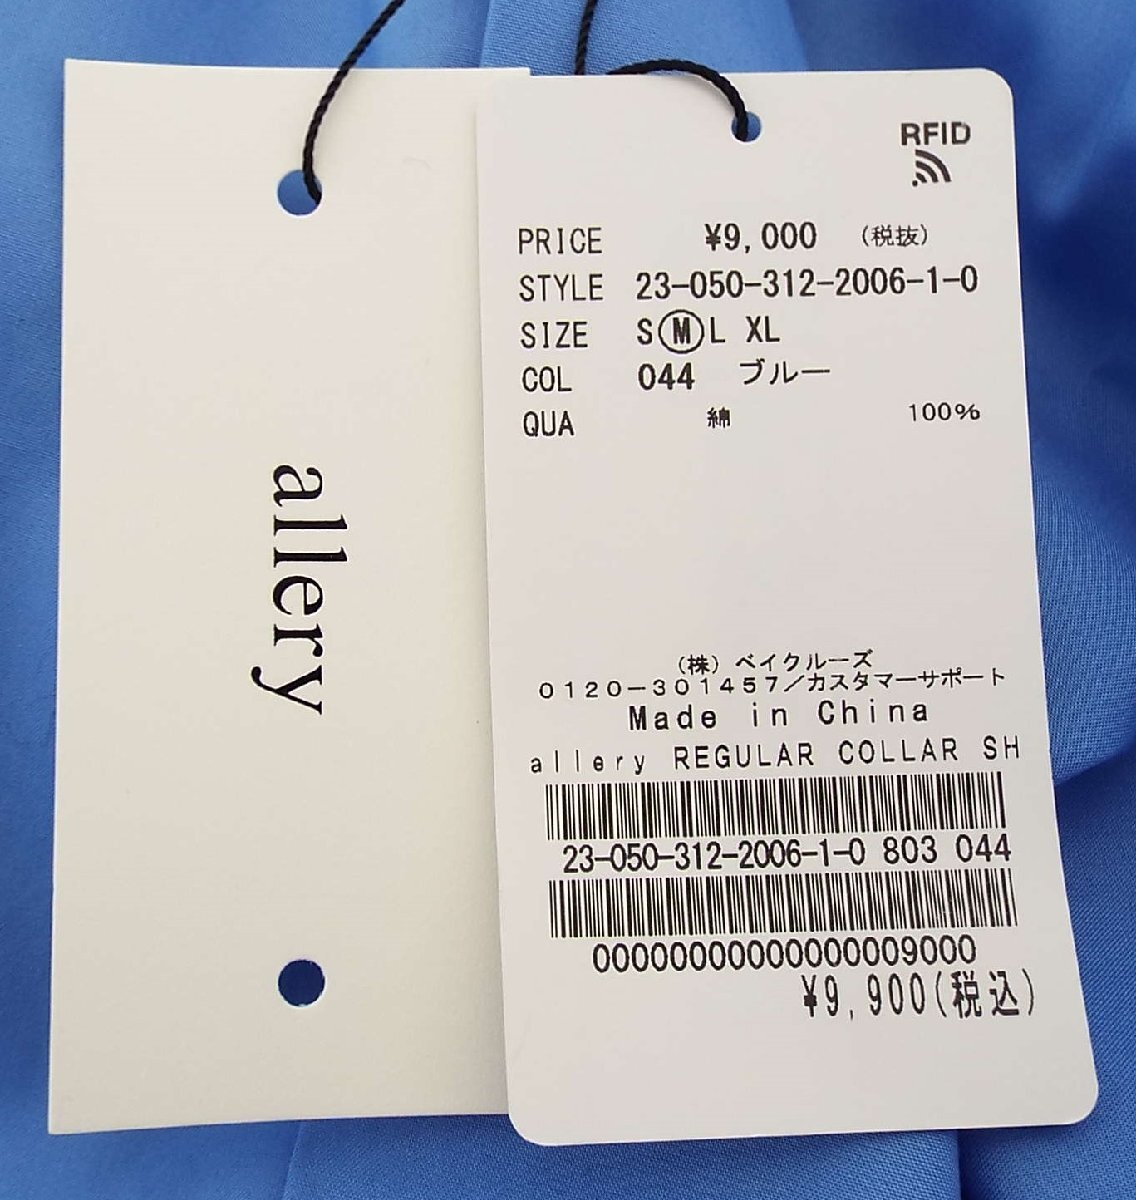 allery
RFID
PRICE ¥9,000 (税抜)
STYLE 23-050-312-2006-1-0
SIZE S M L XL
COL 044 ブルー
QUA 綿 100%
(株) ベイクルーズ
0120-301457/カスタマーサポート
Made in China
allery REGULAR COLLAR SH
23-050-312-2006-1-0 803 044
00000000000000009000
¥9,900(税込)